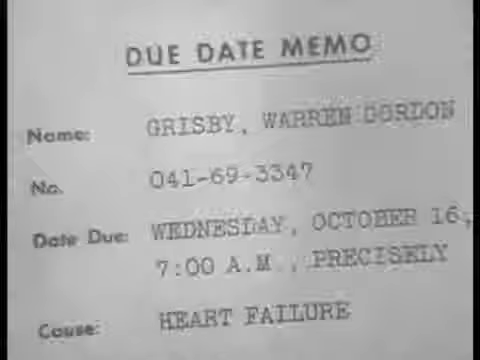 DUE DATE MEMO
Name: GRISBY, WARREN GORDON
No. 041-69-3347
Date Due: WEDNESDAY, OCTOBER 16,
7:00 A.M., PRECISELY
Cause: HEART FAILURE